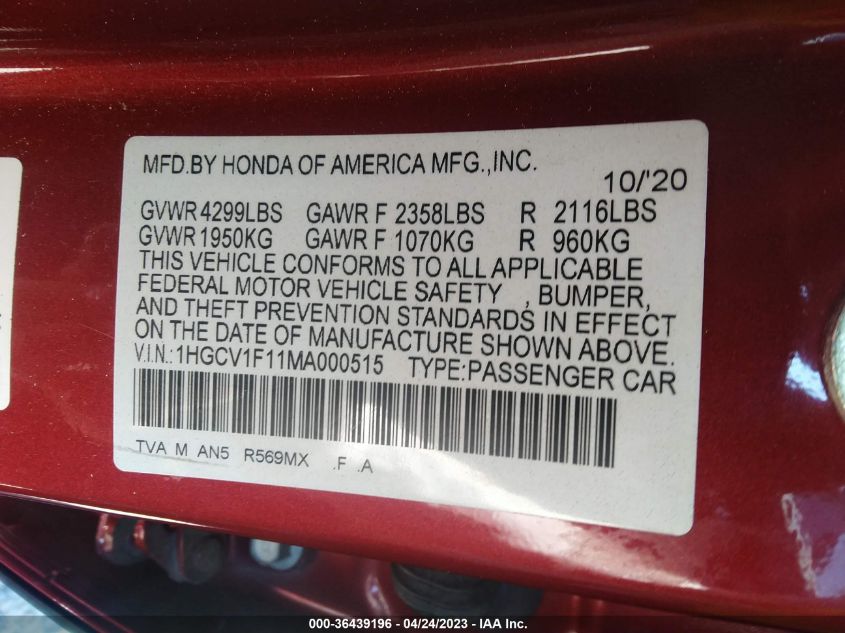 MFD.BY HONDA OF AMERICA MFG.,INC.
10/'20
GVWR 4299LBS GAWR F 2358LBS R 2116LBS
GVWR 1950KG GAWR F 1070KG R 960KG
THIS VEHICLE CONFORMS TO ALL APPLICABLE
FEDERAL MOTOR VEHICLE SAFETY , BUMPER,
AND THEFT PREVENTION STANDARDS IN EFFECT
ON THE DATE OF MANUFACTURE SHOWN ABOVE.
V.I.N.:1HGCV1F11MA000515 TYPE:PASSENGER CAR
TVA M AN5 R569MX .F .A
000-36439196 - 04/24/2023 - IAA Inc.